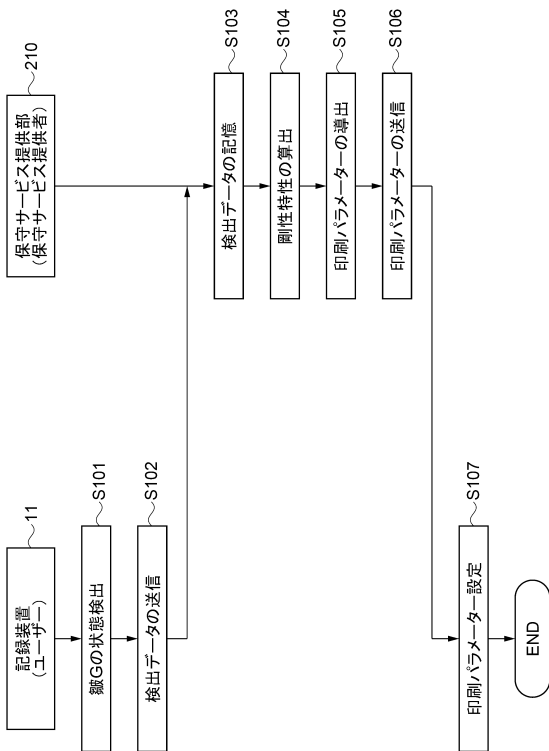 11
記録装置
(ユーザー)
S101
皺Gの状態検出
S102
検出データの送信
210
保守サービス提供部
(保守サービス提供者)
S103
検出データの記憶
S104
剛性特性の算出
S105
印刷パラメーターの導出
S106
印刷パラメーターの送信
S107
印刷パラメーター設定
END